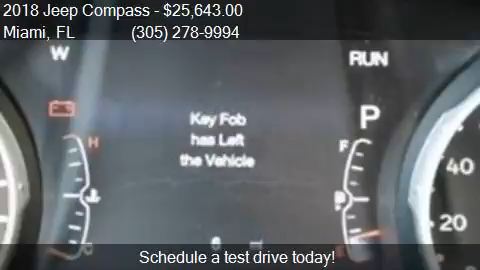 2018 Jeep Compass - $25,643.00
Miami, FL (305) 278-9994
W RUN
P
Key Fob
has Left
the Vehicle
H F
40
20
C E
Schedule a test drive today!